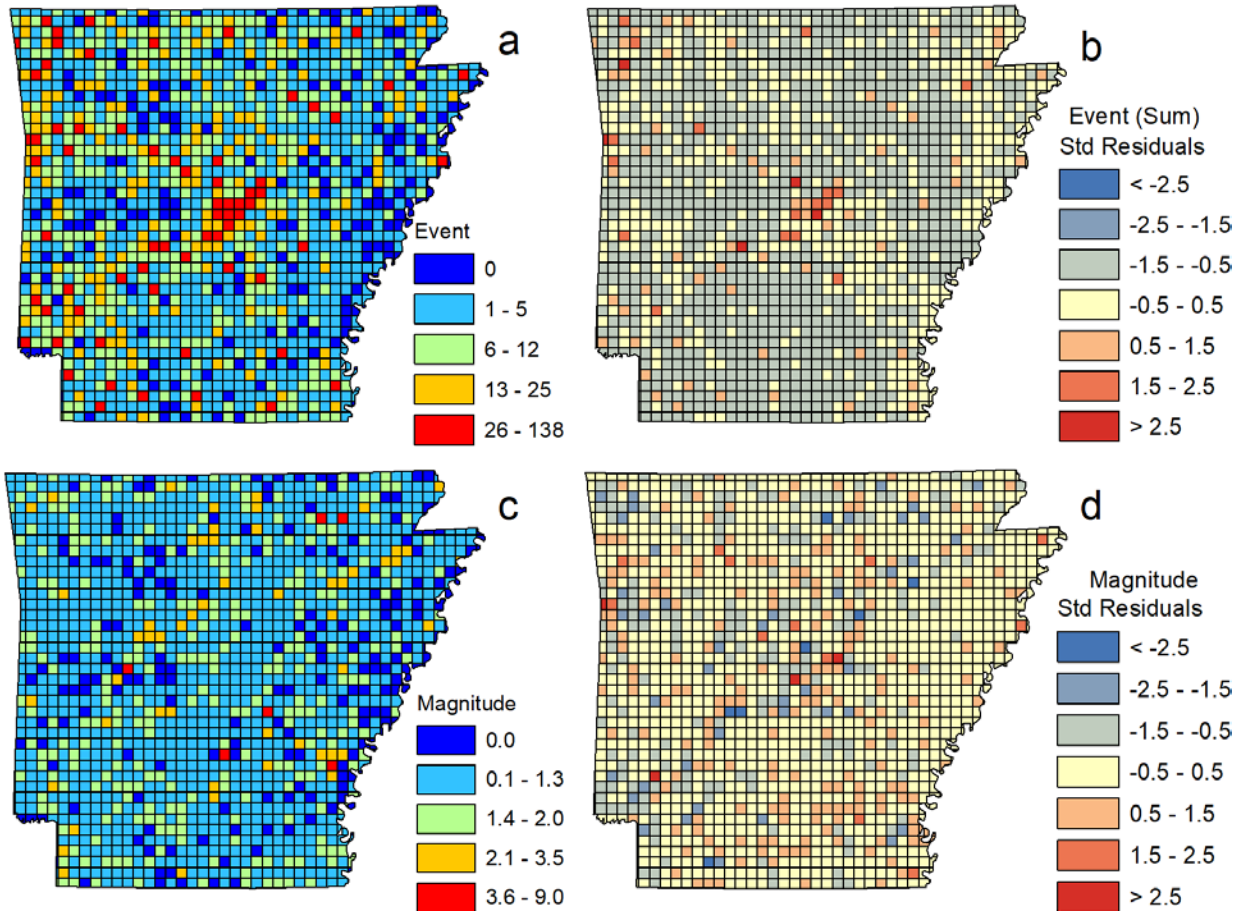 a
Event
0
1 - 5
6 - 12
13 - 25
26 - 138
b
Event (Sum)
Std Residuals
< -2.5
-2.5 - -1.5
-1.5 - -0.5
-0.5 - 0.5
0.5 - 1.5
1.5 - 2.5
> 2.5
c
Magnitude
0.0
0.1 - 1.3
1.4 - 2.0
2.1 - 3.5
3.6 - 9.0
d
Magnitude
Std Residuals
< -2.5
-2.5 - -1.5
-1.5 - -0.5
-0.5 - 0.5
0.5 - 1.5
1.5 - 2.5
> 2.5